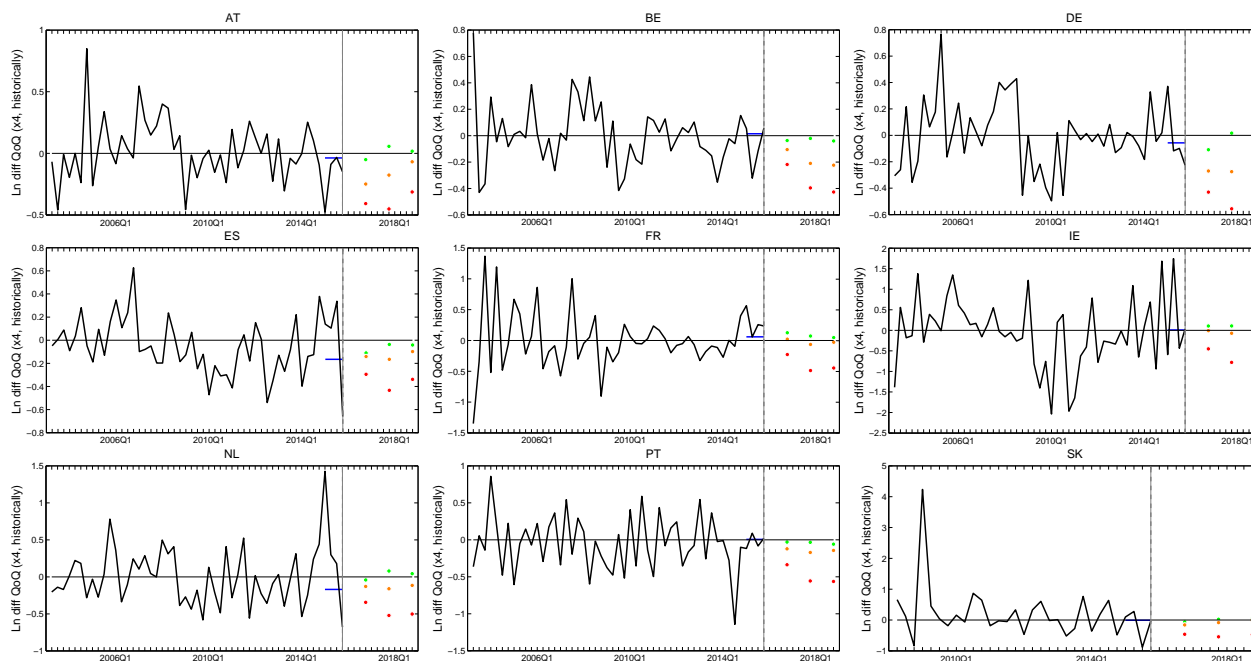 AT
Ln diff QoQ (x4, historically)
1
0.5
0
−0.5
2006Q1 2010Q1 2014Q1 2018Q1
BE
Ln diff QoQ (x4, historically)
0.8
0.6
0.4
0.2
0
−0.2
−0.4
−0.6
2006Q1 2010Q1 2014Q1 2018Q1
DE
Ln diff QoQ (x4, historically)
0.8
0.6
0.4
0.2
0
−0.2
−0.4
−0.6
2006Q1 2010Q1 2014Q1 2018Q1
ES
Ln diff QoQ (x4, historically)
0.8
0.6
0.4
0.2
0
−0.2
−0.4
−0.6
−0.8
2006Q1 2010Q1 2014Q1 2018Q1
FR
Ln diff QoQ (x4, historically)
1.5
1
0.5
0
−0.5
−1
−1.5
2006Q1 2010Q1 2014Q1 2018Q1
IE
Ln diff QoQ (x4, historically)
2
1.5
1
0.5
0
−0.5
−1
−1.5
−2
−2.5
2006Q1 2010Q1 2014Q1 2018Q1
NL
Ln diff QoQ (x4, historically)
1.5
1
0.5
0
−0.5
−1
2006Q1 2010Q1 2014Q1 2018Q1
PT
Ln diff QoQ (x4, historically)
1
0.5
0
−0.5
−1
−1.5
2006Q1 2010Q1 2014Q1 2018Q1
SK
Ln diff QoQ (x4, historically)
5
4
3
2
1
0
−1
2010Q1 2014Q1 2018Q1